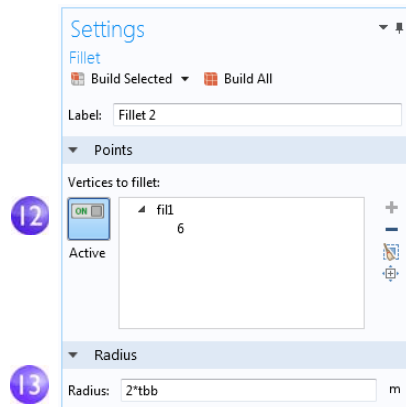 Settings
Fillet
Build Selected Build All
Label: Fillet 2
Points
Vertices to fillet:
12
ON
fil1
6
Active
Radius
13
Radius: 2*tbb m